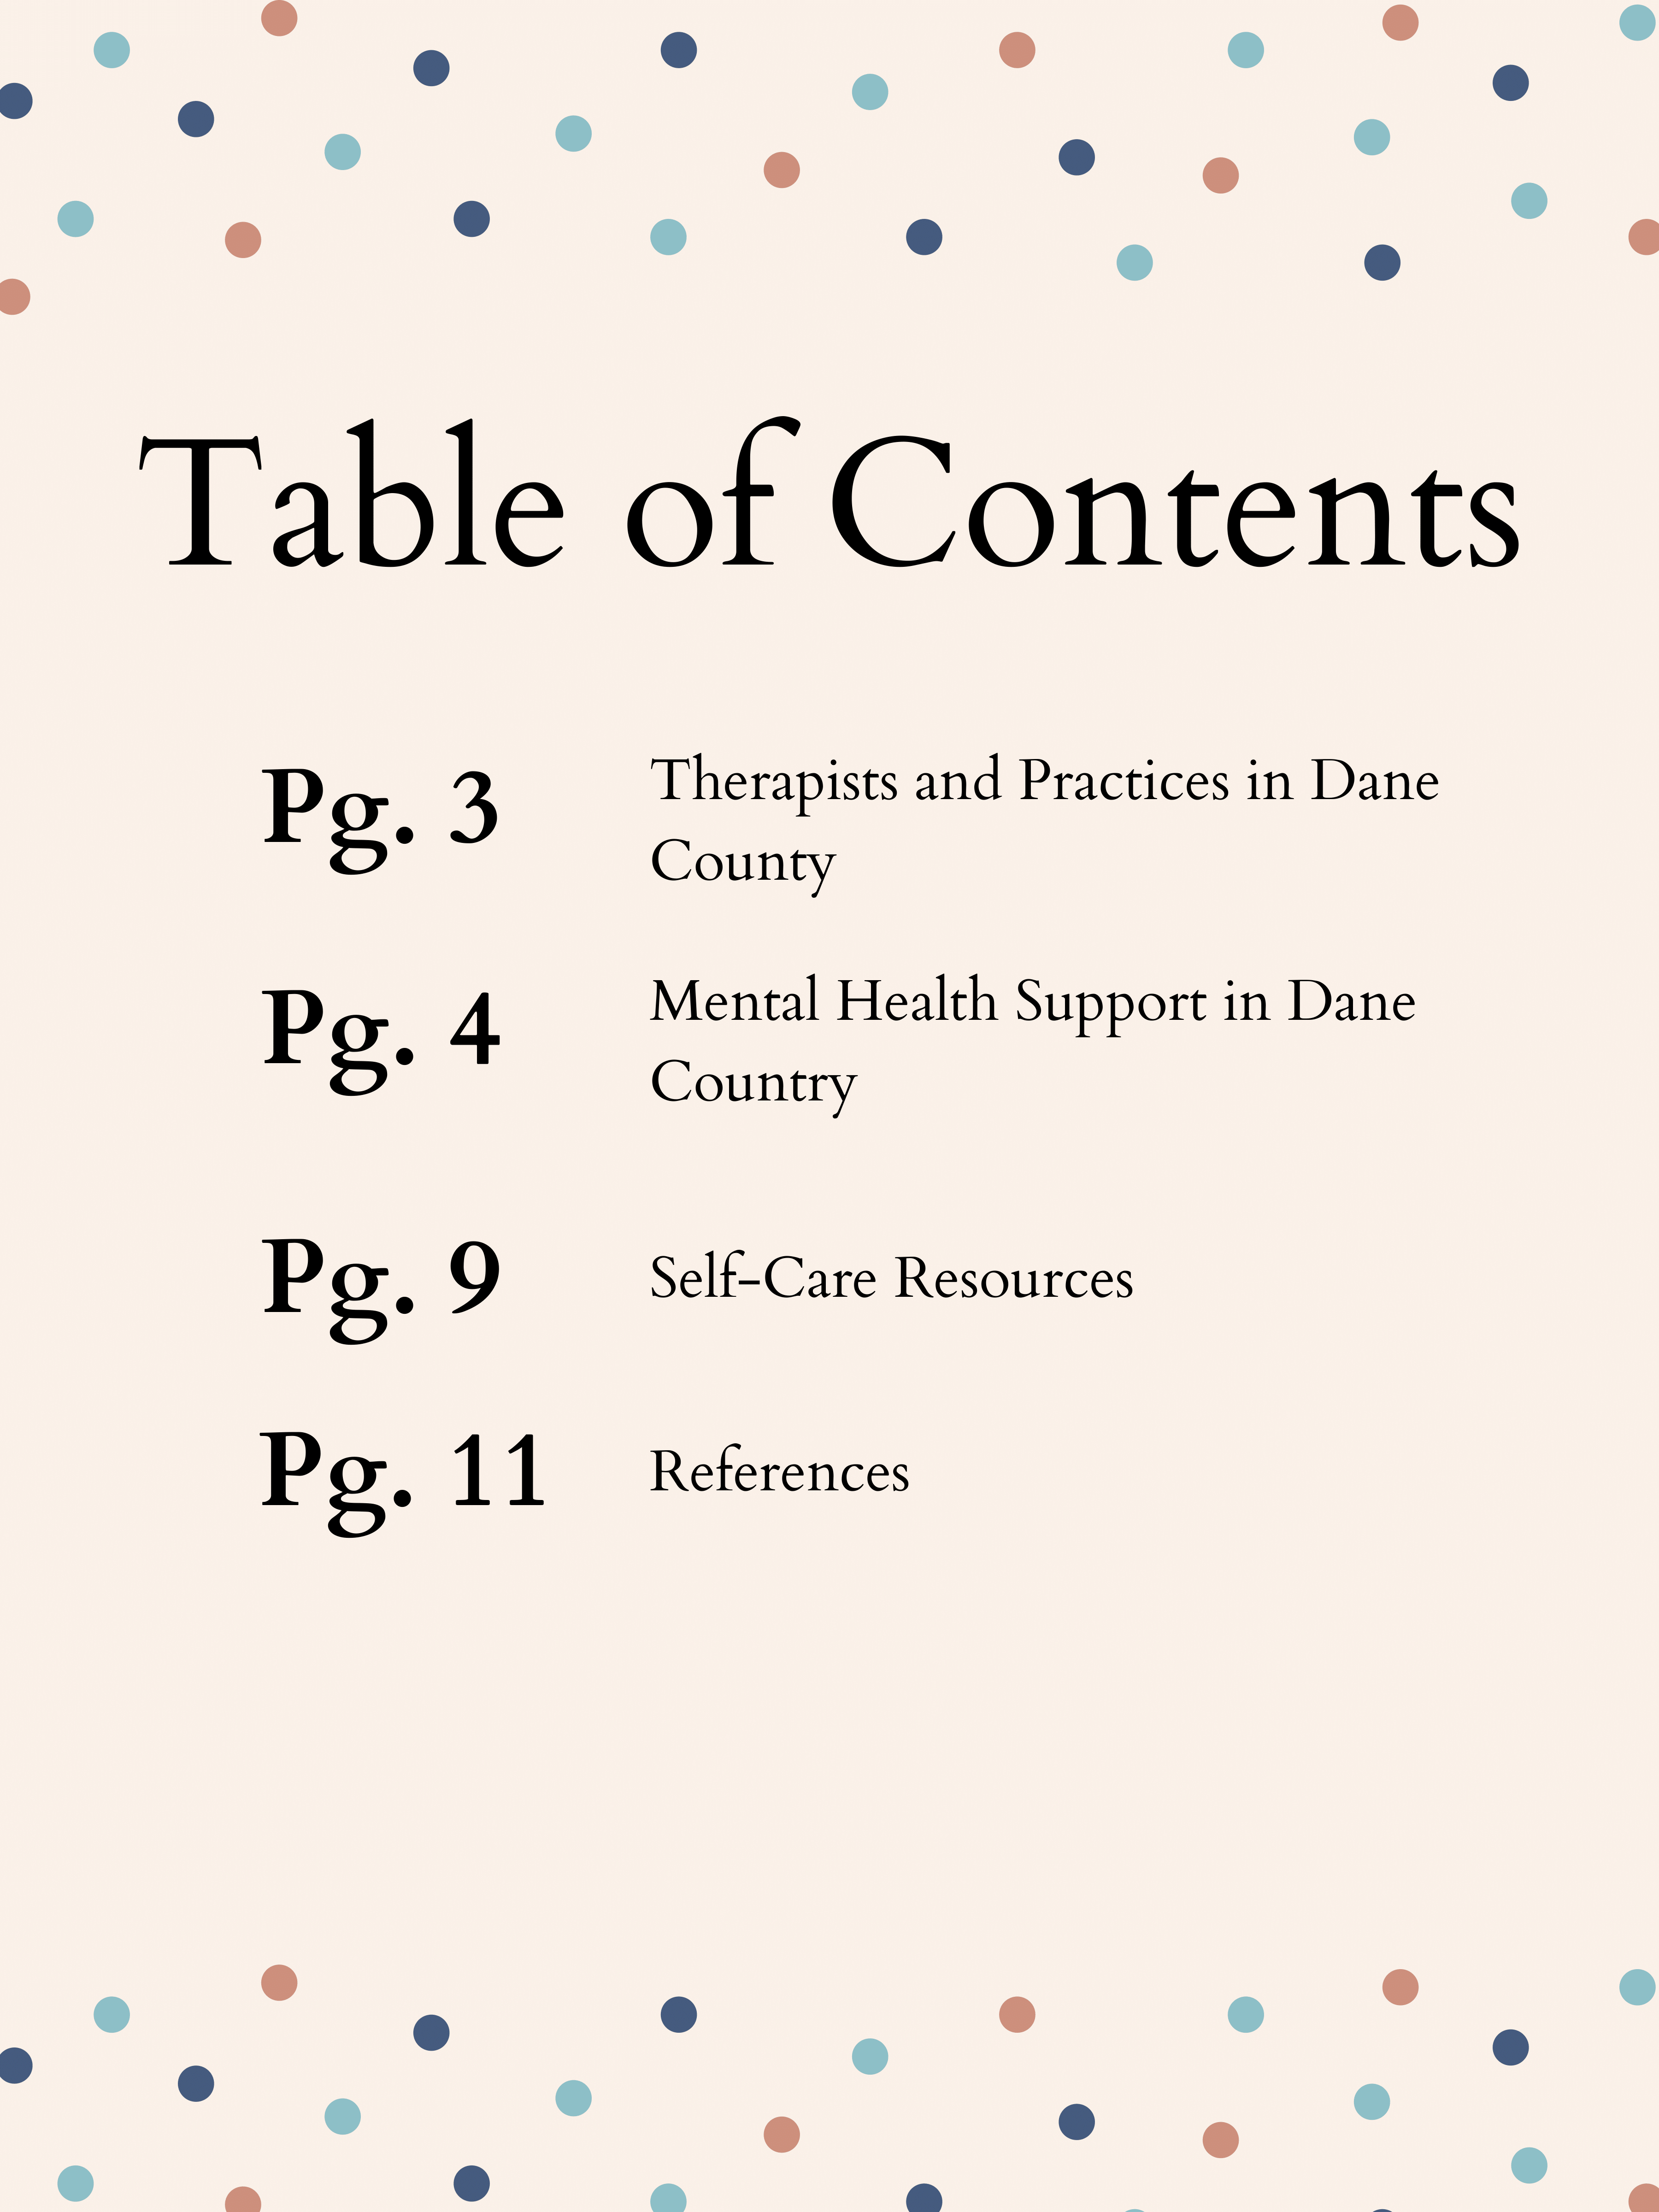 Table of Contents
Pg. 3
Therapists and Practices in Dane
County
Pg. 4
Mental Health Support in Dane
Country
Pg. 9
Self-Care Resources
Pg. 11
References